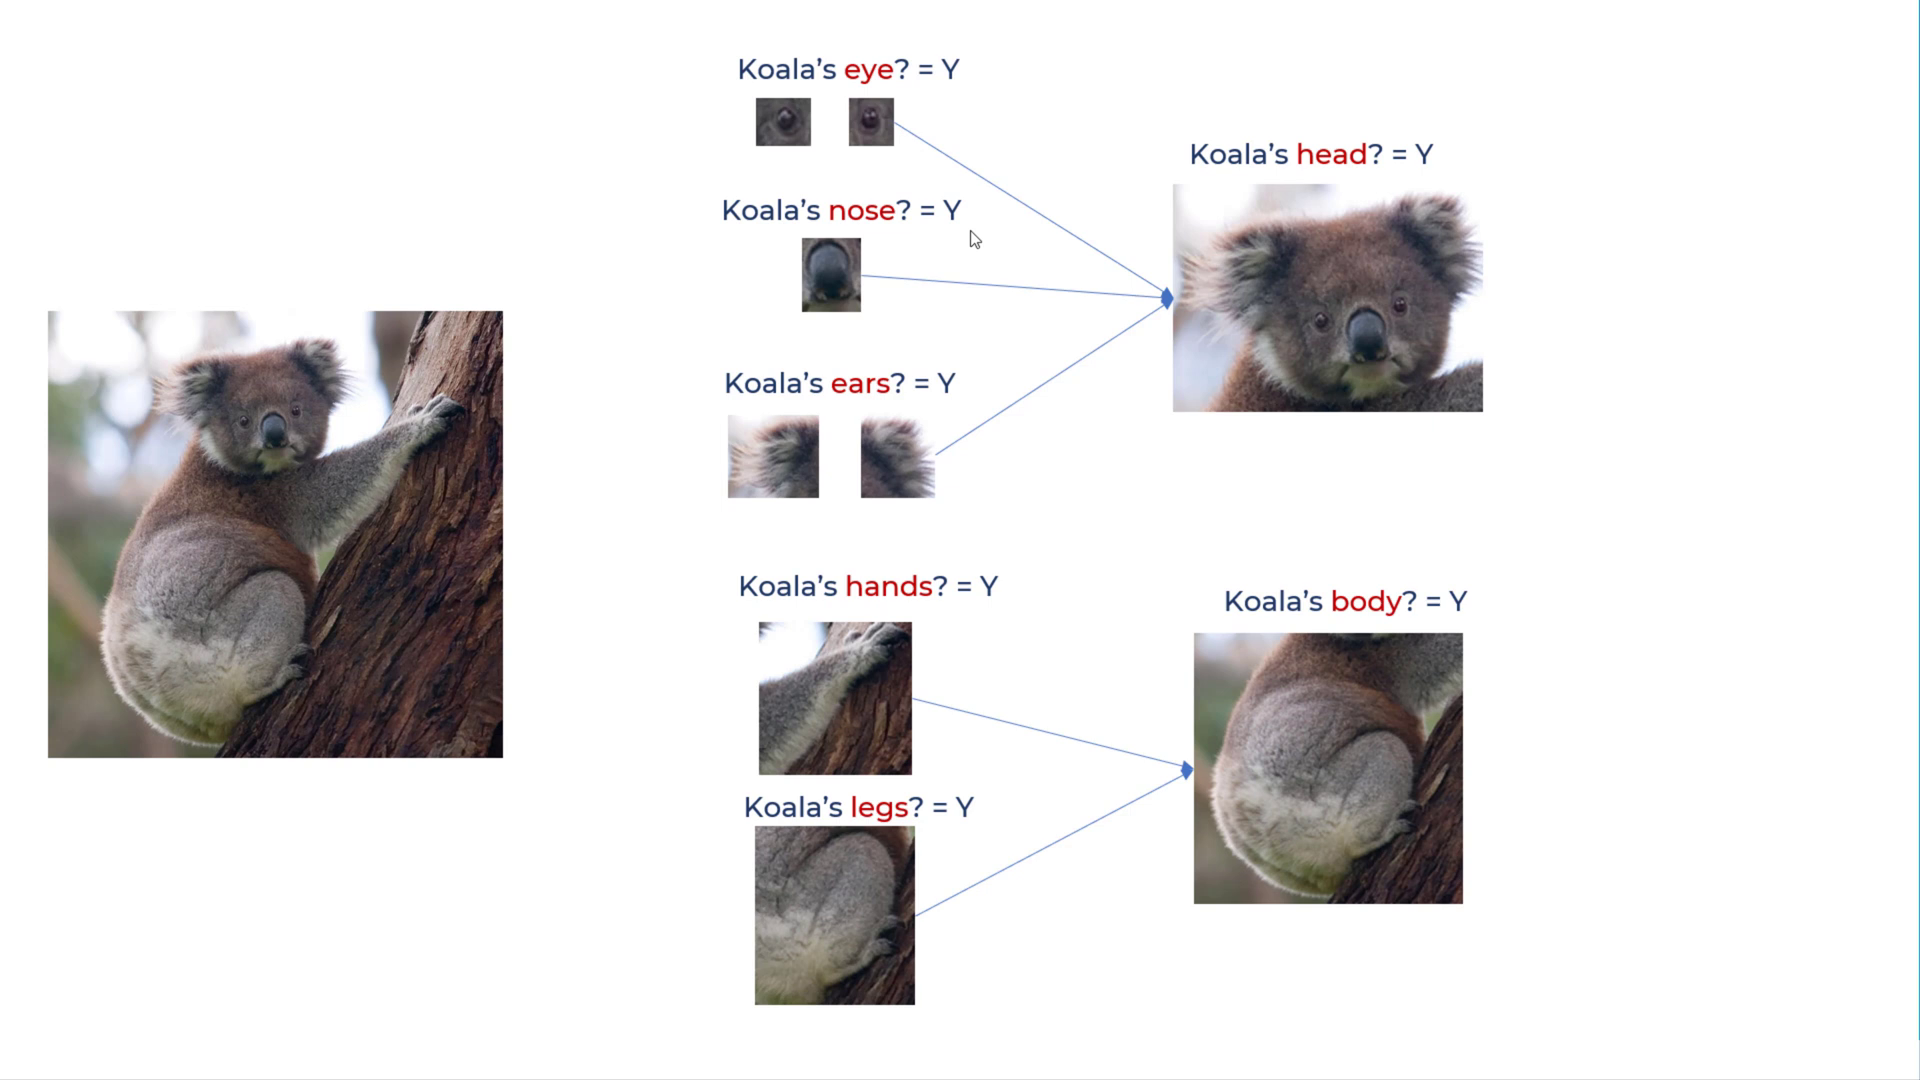 Koala’s eye? = Y
Koala’s nose? = Y
Koala’s ears? = Y
Koala’s head? = Y
Koala’s hands? = Y
Koala’s legs? = Y
Koala’s body? = Y